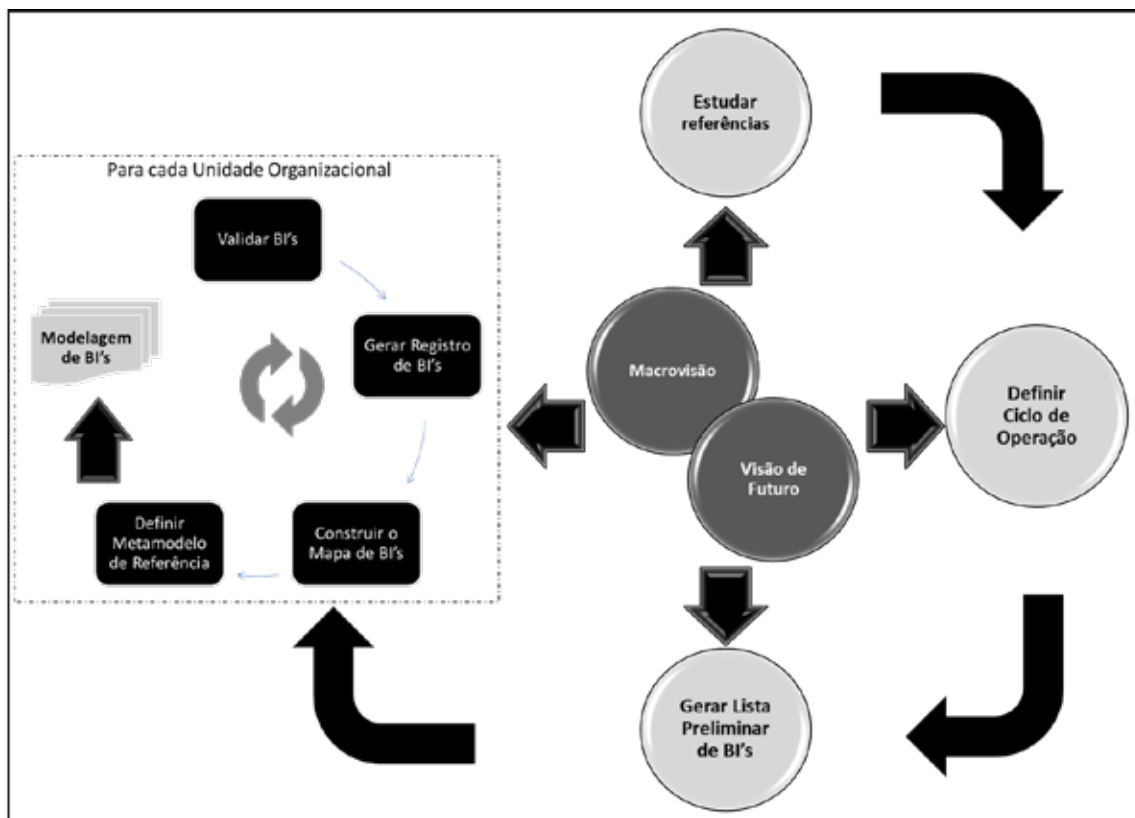 Estudar
referências
Para cada Unidade Organizacional
Validar BI's
Gerar Registro
de BI's
Modelagem
de BI's
Macrovisão
Definir
Ciclo de
Operação
Visão de
Futuro
Definir
Metamodelo
de Referência
Construir o
Mapa de BI's
Gerar Lista
Preliminar
de BI's